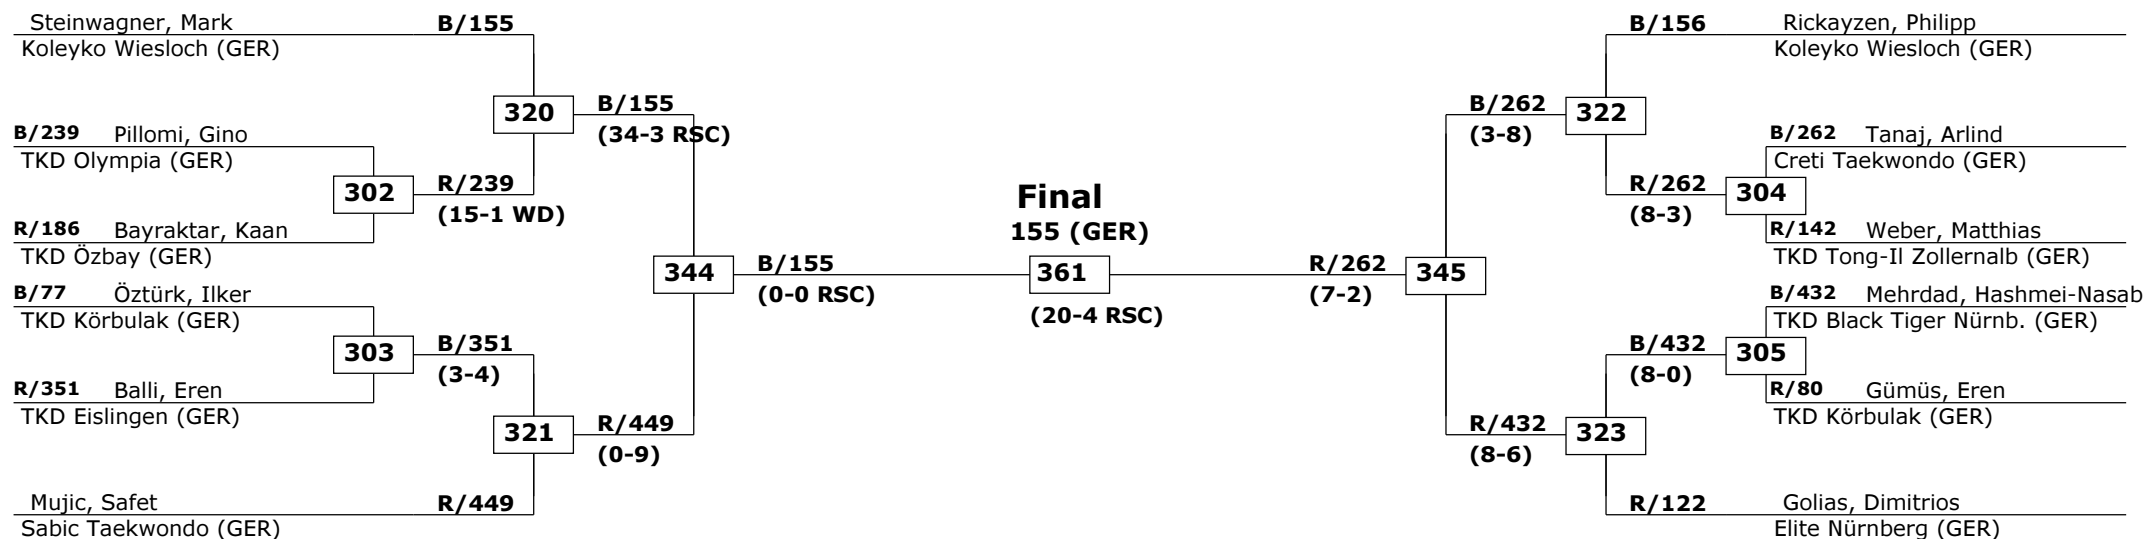 Steinwagner, Mark
B/155
Koleyko Wiesloch (GER)
320
B/155
(34-3 RSC)
B/239 Pillomi, Gino
TKD Olympia (GER)
302
R/239
(15-1 WD)
R/186 Bayraktar, Kaan
TKD Özbay (GER)
344
B/155
(0-0 RSC)
B/77 Öztürk, Ilker
TKD Körbulak (GER)
303
B/351
(3-4)
R/351 Balli, Eren
TKD Eislingen (GER)
321
R/449
(0-9)
Mujic, Safet
R/449
Sabic Taekwondo (GER)
Final
155 (GER)
361
(20-4 RSC)
B/156
Rickayzen, Philipp
Koleyko Wiesloch (GER)
B/262
(3-8)
322
B/262 Tanaj, Arlind
Creti Taekwondo (GER)
R/262
(8-3)
304
R/142 Weber, Matthias
TKD Tong-Il Zollernalb (GER)
R/262
(7-2)
345
B/432 Mehrdad, Hashmei-Nasab
TKD Black Tiger Nürnb. (GER)
B/432
(8-0)
305
R/80 Gümüs, Eren
TKD Körbulak (GER)
R/432
(8-6)
323
R/122
Golias, Dimitrios
Elite Nürnberg (GER)